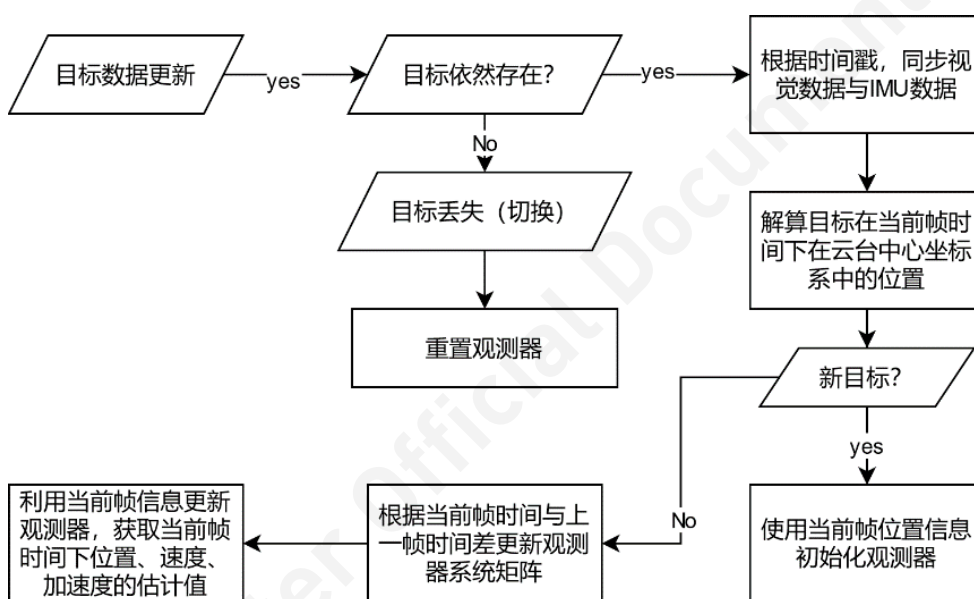 目标数据更新
yes
目标依然存在？
yes
根据时间戳，同步视
觉数据与IMU数据
No
目标丢失（切换）
解算目标在当前帧时
间下在云台中心坐标
系中的位置
重置观测器
新目标？
yes
No
利用当前帧信息更新
观测器，获取当前帧
时间下位置、速度、
加速度的估计值
根据当前帧时间与上
一帧时间差更新观测
器系统矩阵
使用当前帧位置信息
初始化观测器
Official Document